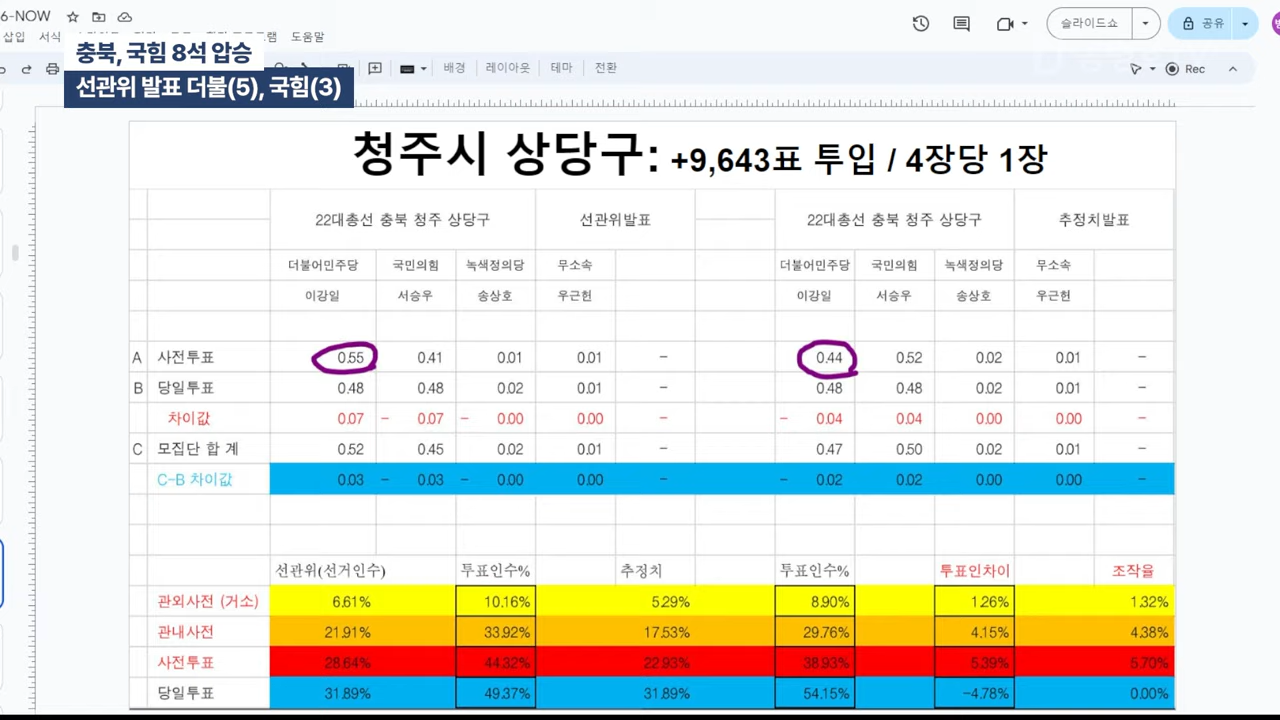 6-NOW
삽입 서식 도움말
슬라이드쇼
공유
충북, 국힘 8석 압승
선관위 발표 더불(5), 국힘(3)
배경 레이아웃 테마 전환
Rec
청주시 상당구: +9,643표 투입 / 4장당 1장
22대총선 충북 청주 상당구 선관위발표 22대총선 충북 청주 상당구 추정치발표
더불어민주당 국민의힘 녹색정의당 무소속 더불어민주당 국민의힘 녹색정의당 무소속
이강일 서승우 송상호 우근헌 이강일 서승우 송상호 우근헌
A 사전투표 0.55 0.41 0.01 0.01 - 0.44 0.52 0.02 0.01 -
B 당일투표 0.48 0.48 0.02 0.01 - 0.48 0.48 0.02 0.01 -
차이값 0.07 - 0.07 - 0.00 0.00 - - 0.04 0.04 0.00 0.00 -
C 모집단 합 계 0.52 0.45 0.02 0.01 - 0.47 0.50 0.02 0.01 -
C-B 차이값 0.03 - 0.03 - 0.00 0.00 - - 0.02 0.02 0.00 0.00 -
선관위(선거인수) 투표인수% 추정치 투표인수% 투표인차이 조작율
관외사전 (거소) 6.61% 10.16% 5.29% 8.90% 1.26% 1.32%
관내사전 21.91% 33.92% 17.53% 29.76% 4.15% 4.38%
사전투표 28.64% 44.32% 22.93% 38.93% 5.39% 5.70%
당일투표 31.89% 49.37% 31.89% 54.15% -4.78% 0.00%